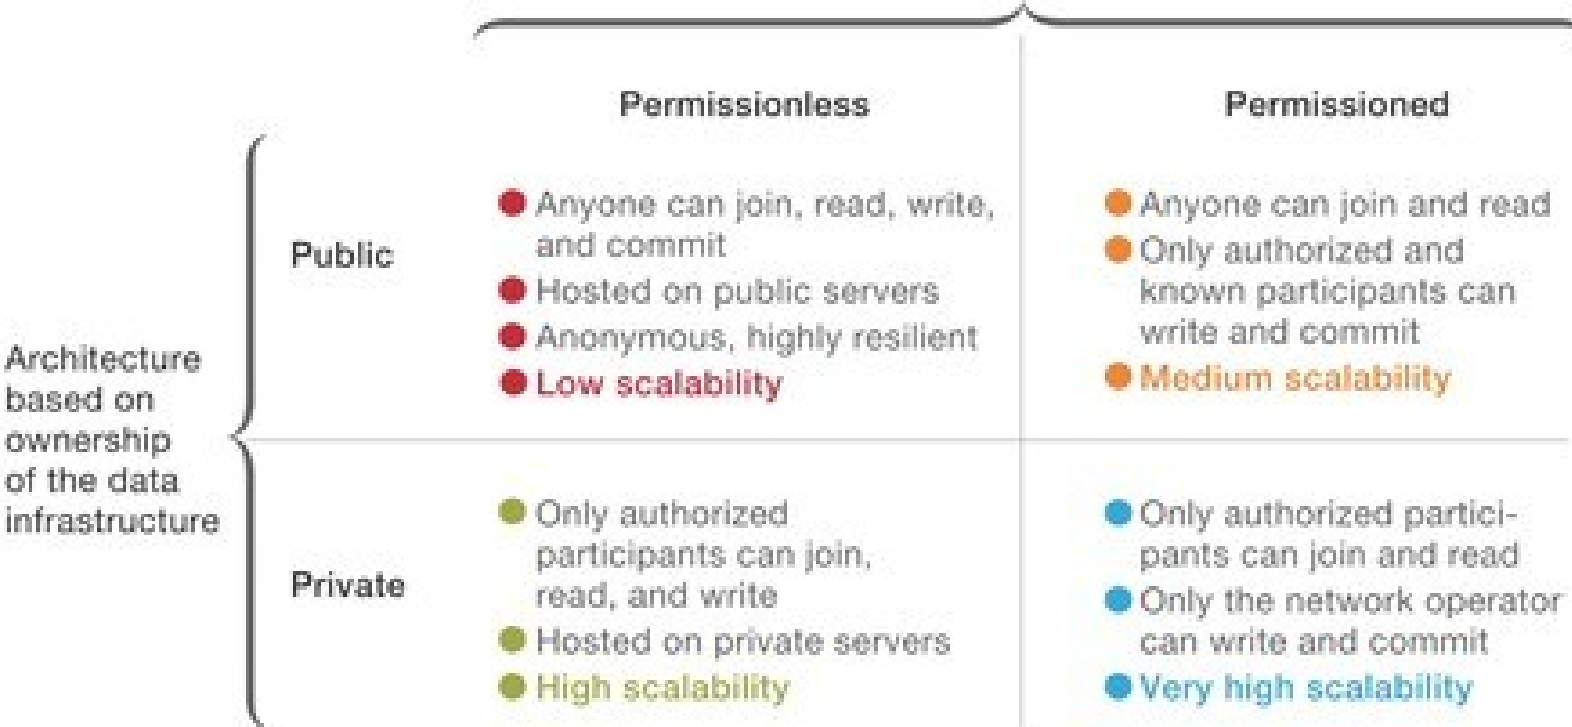 Permissionless
Permissioned
Architecture
based on
ownership
of the data
infrastructure
Public
Anyone can join, read, write,
and commit
Hosted on public servers
Anonymous, highly resilient
Low scalability
Anyone can join and read
Only authorized and
known participants can
write and commit
Medium scalability
Private
Only authorized
participants can join,
read, and write
Hosted on private servers
High scalability
Only authorized partici-
pants can join and read
Only the network operator
can write and commit
Very high scalability